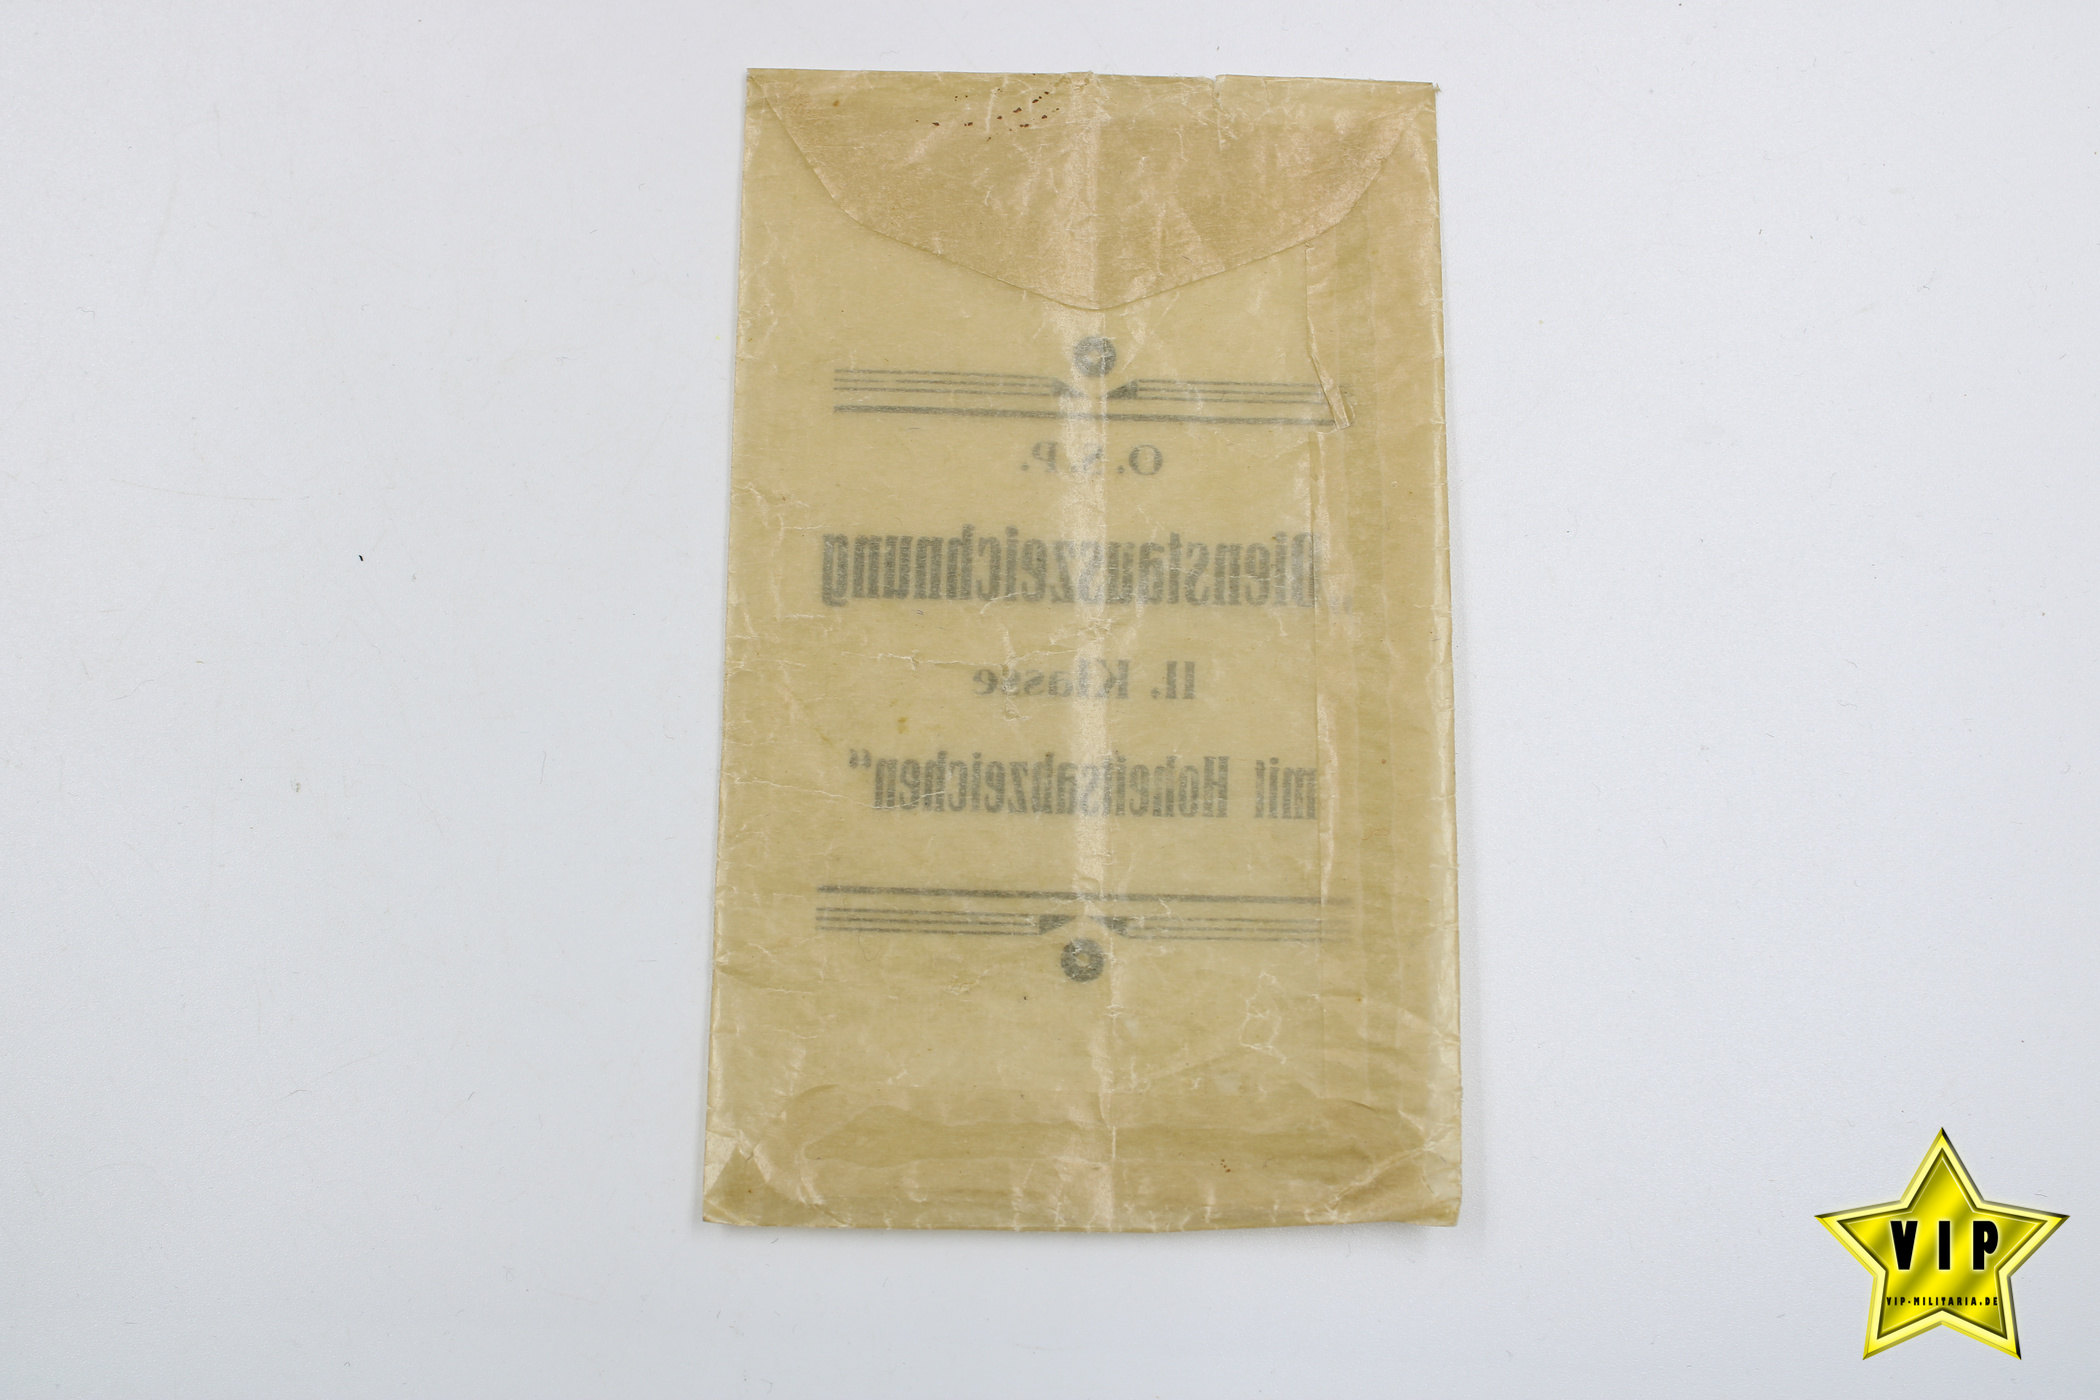 O.S.P.
„Dienstauszeichnung
II. Klasse
mit Hoheitsabzeichen“
VIP
VIP-MILITARIA.DE